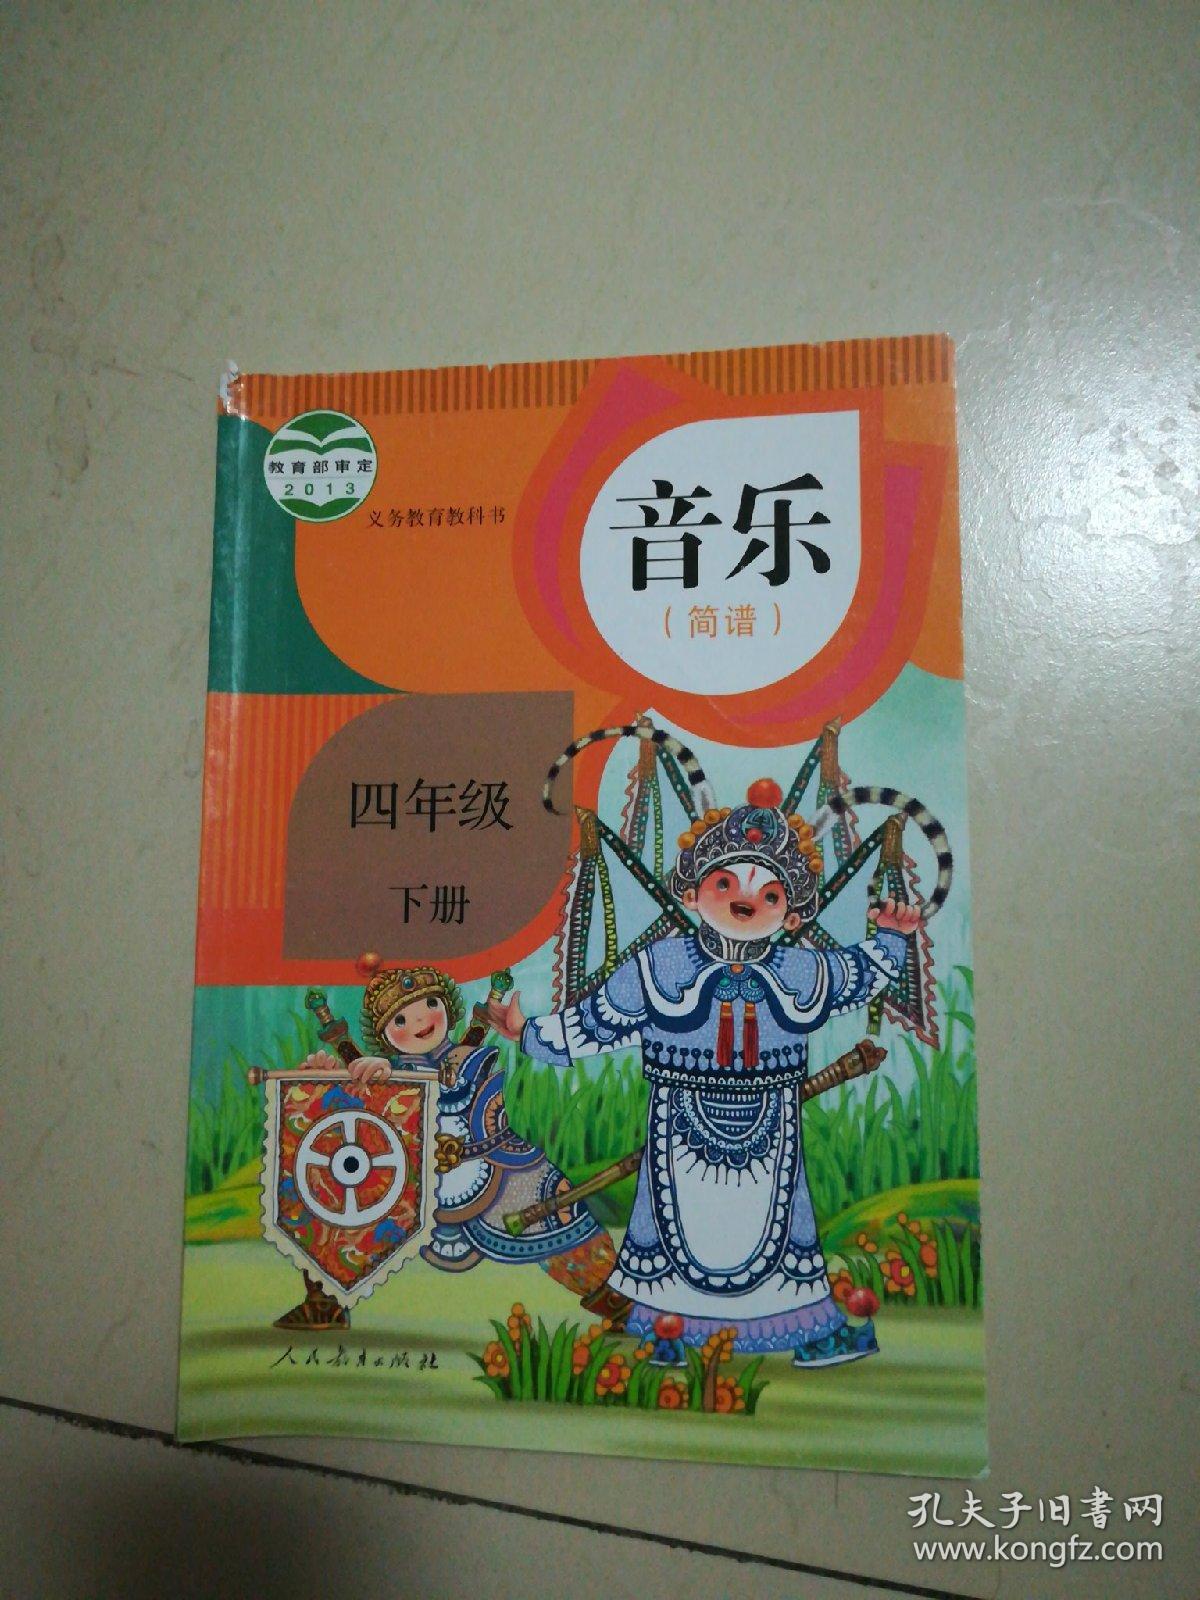 教育部审定
2013
义务教育教科书
音乐
（简谱）
四年级
下册
人民教育出版社
孔夫子旧书网
www.kongfz.com